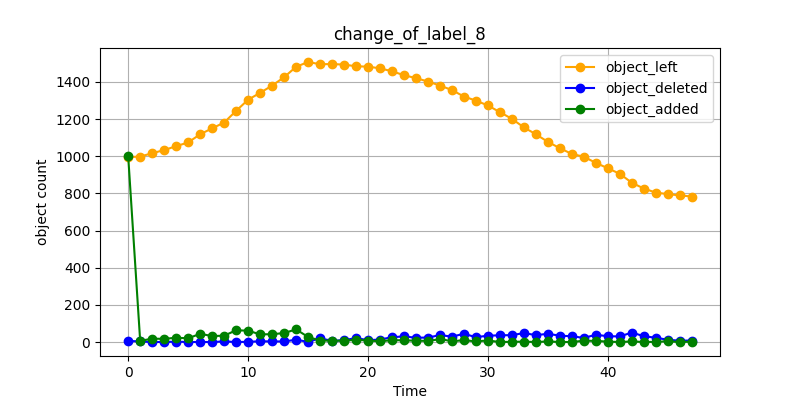 change_of_label_8
object count
1400
1200
1000
800
600
400
200
0
object_left
object_deleted
object_added
0 10 20 30 40
Time